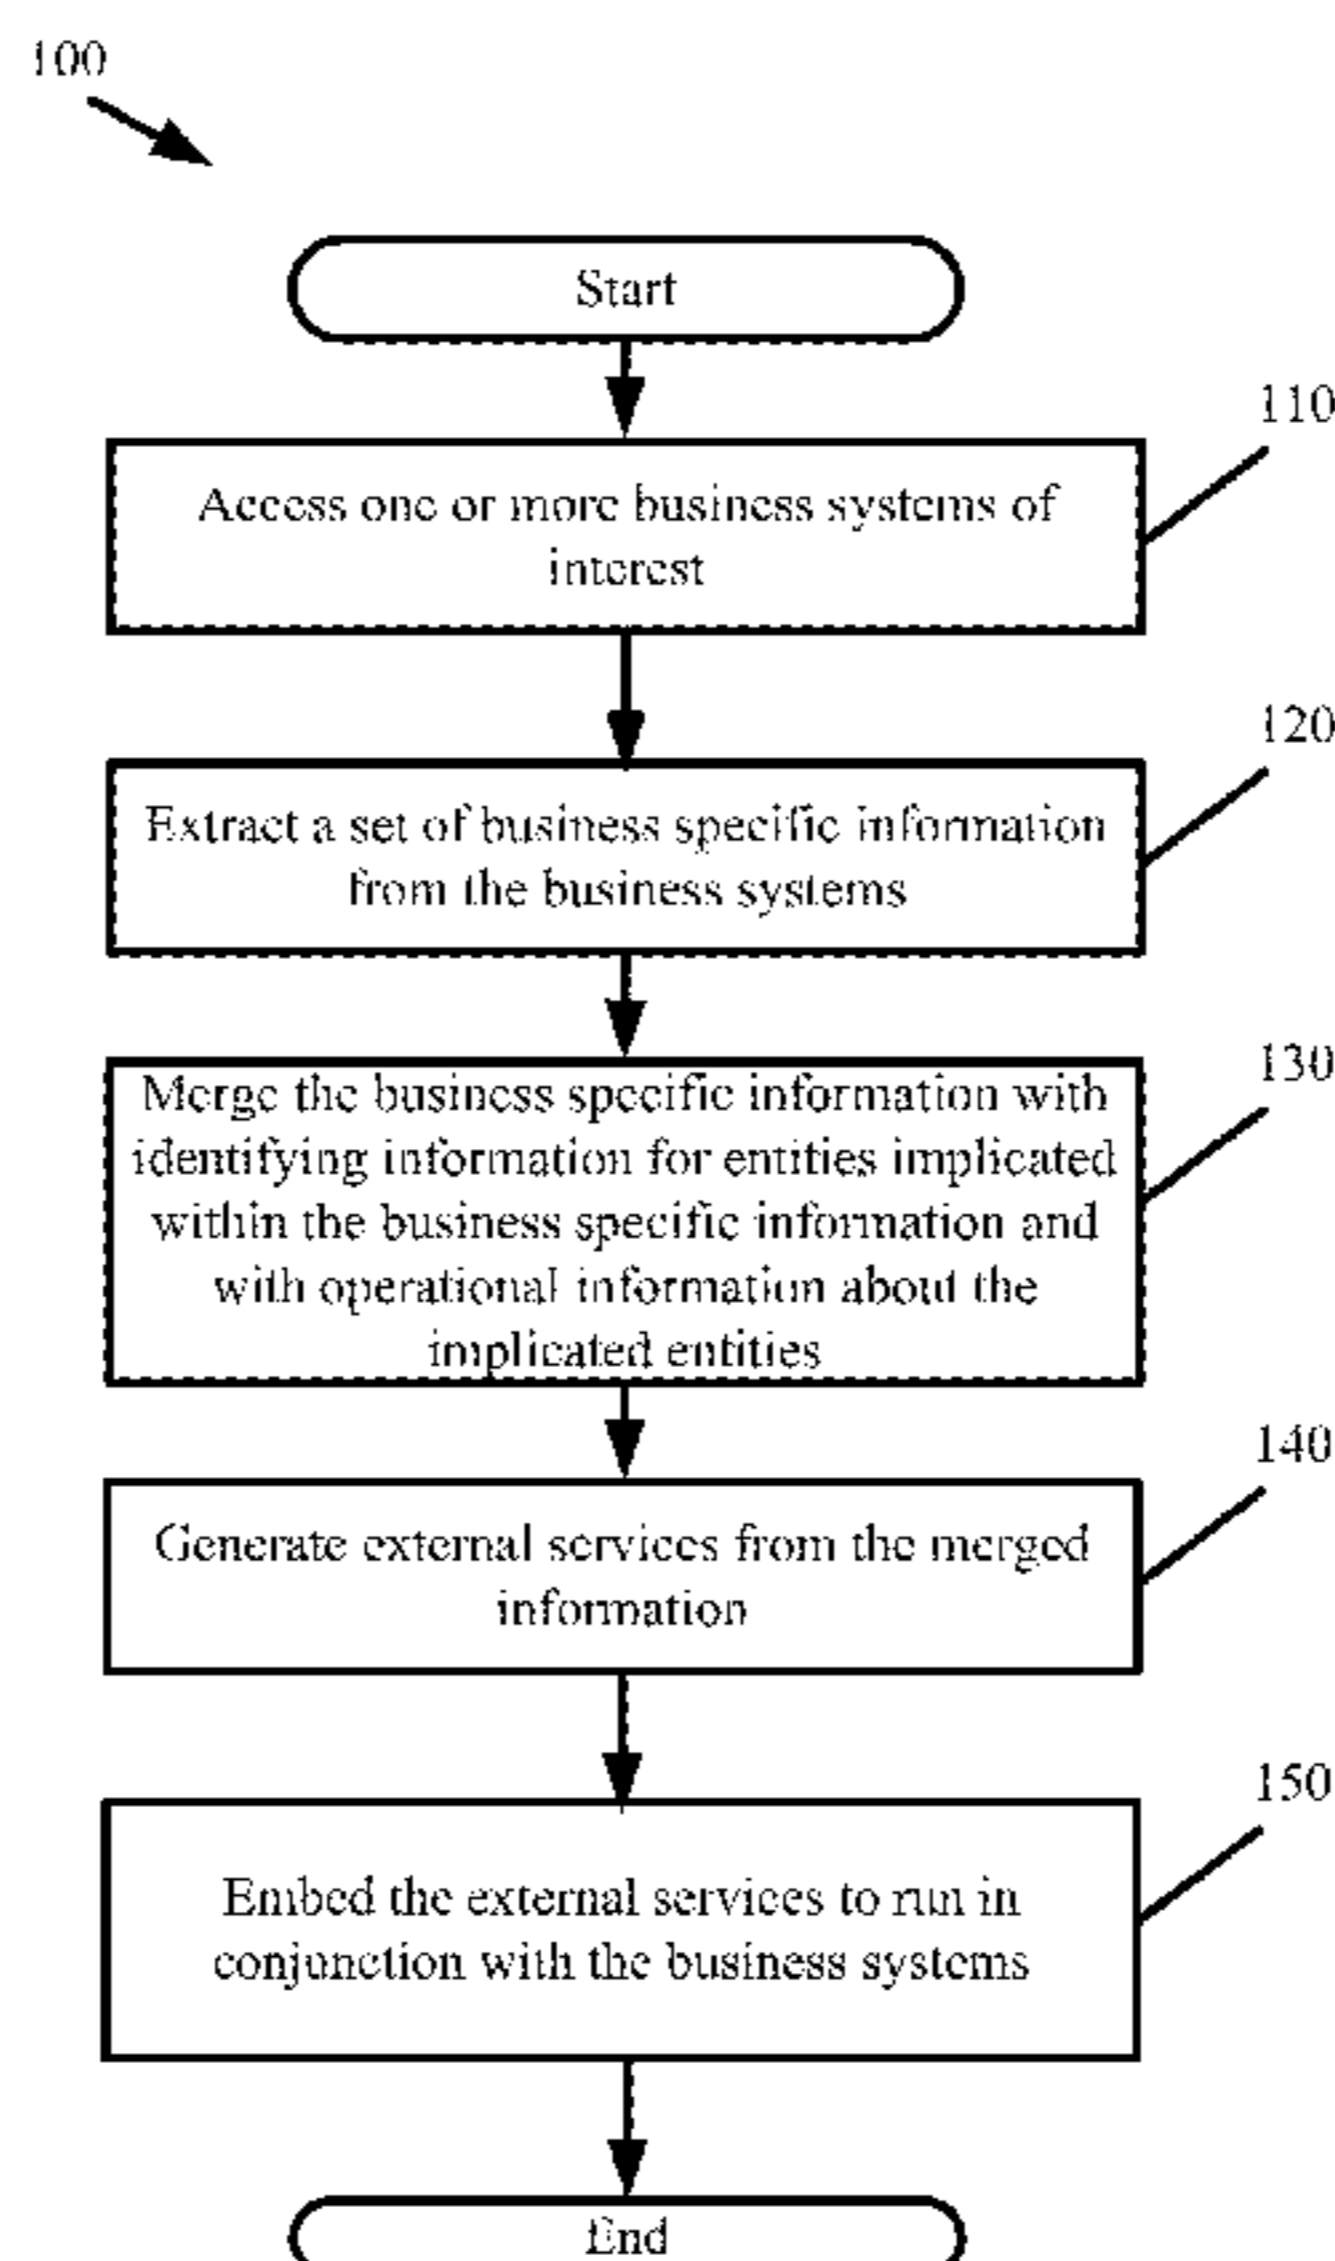 100
Start
110
Access one or more business systems of
interest
120
Extract a set of business specific information
from the business systems
130
Merge the business specific information with
identifying information for entities implicated
within the business specific information and
with operational information about the
implicated entities
140
Generate external services from the merged
information
150
Embed the external services to run in
conjunction with the business systems
End